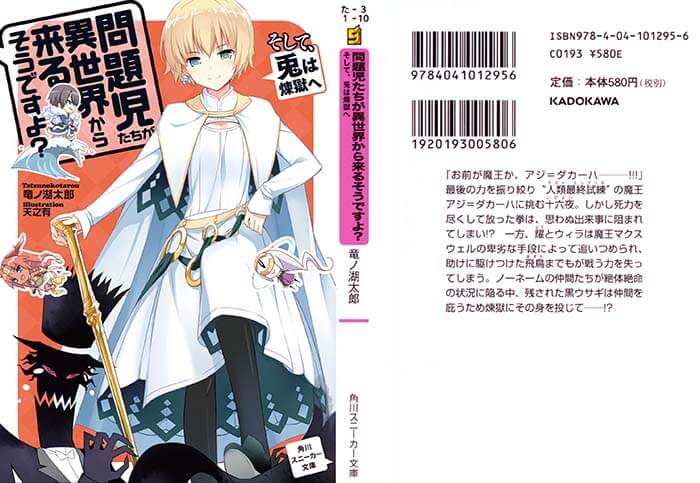 問題児たちが
異世界から
来る
そうですよ?
そして、
兎は
煉獄へ
Tatsunokotarou
竜ノ湖太郎
illustration
天之有
角川
スニーカー
文庫
た-3
1-10
問題児たちが異世界から来るそうですよ?
そして、兎は煉獄へ
竜ノ湖太郎
角川スニーカー文庫
9784041012956
1920193005806
ISBN978-4-04-101295-6
C0193 ¥580E
定価:本体580円(税別)
KADOKAWA
「お前が魔王か、アジ=ダカーハ――――!!!」
最後の力を振り絞り〝人類最終試練〟の魔王
アジ=ダカーハに挑む十六夜。しかし死力を
尽くして放った拳は、思わぬ出来事に阻まれ
てしまい!? 一方、耀とウィラは魔王マクス
ウェルの卑劣な手段によって追いつめられ、
助けに駆けつけた飛鳥までもが戦う力を失っ
てしまう。ノーネームの仲間たちが絶体絶命
の状況に陥る中、残された黒ウサギは仲間を
庇うため煉獄にその身を投じて――!?